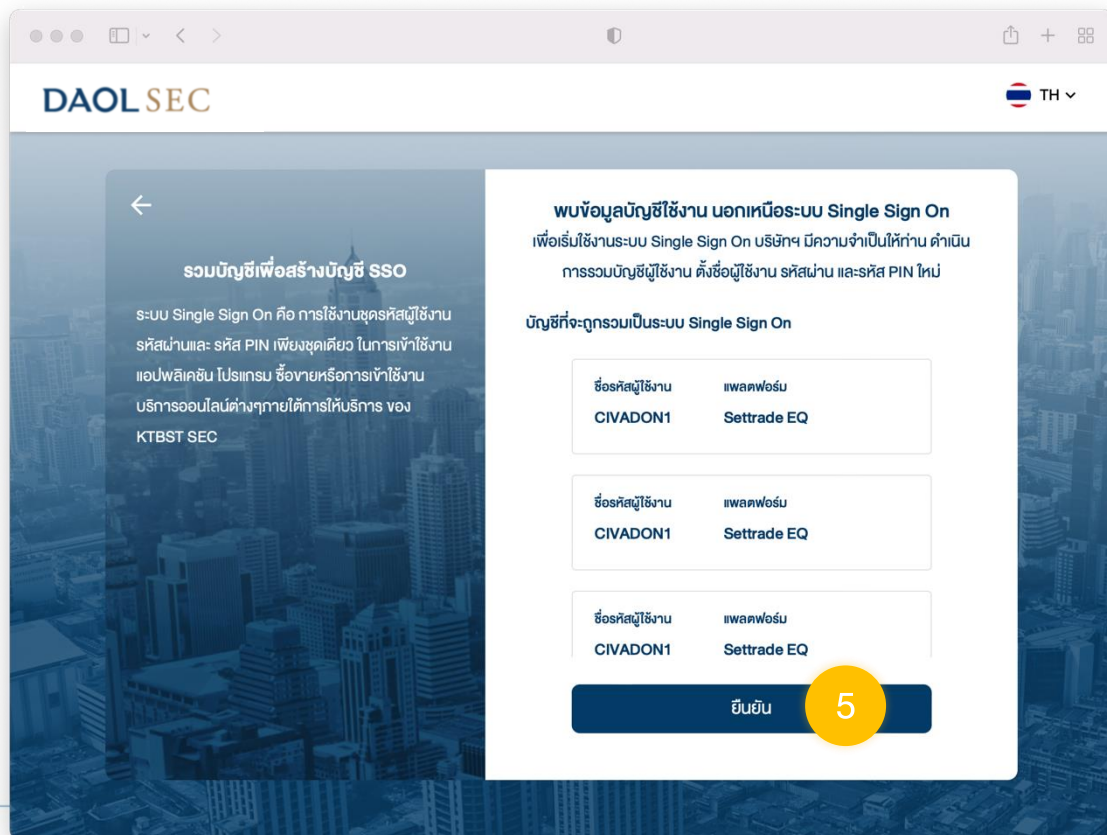 DAOL SEC
TH
รวมบัญชีเพื่อสร้างบัญชี SSO
ระบบ Single Sign On คือ การใช้งานชุดรหัสผู้ใช้งาน
รหัสผ่านและ รหัส PIN เพียงชุดเดียว ในการเข้าใช้งาน
แอปพลิเคชัน โปรแกรม ซื้อขายหรือการเข้าใช้งาน
บริการออนไลน์ต่างๆภายใต้การให้บริการ ของ
KTBST SEC
พบข้อมูลบัญชีใช้งาน นอกเหนือระบบ Single Sign On
เพื่อเริ่มใช้งานระบบ Single Sign On บริษัทฯ มีความจำเป็นให้ท่าน ดำเนิน
การรวมบัญชีผู้ใช้งาน ตั้งชื่อผู้ใช้งาน รหัสผ่าน และรหัส PIN ใหม่
บัญชีที่จะถูกรวมเป็นระบบ Single Sign On
ชื่อรหัสผู้ใช้งาน แพลตฟอร์ม
CIVADON1 Settrade EQ
ชื่อรหัสผู้ใช้งาน แพลตฟอร์ม
CIVADON1 Settrade EQ
ชื่อรหัสผู้ใช้งาน แพลตฟอร์ม
CIVADON1 Settrade EQ
ยืนยัน 5